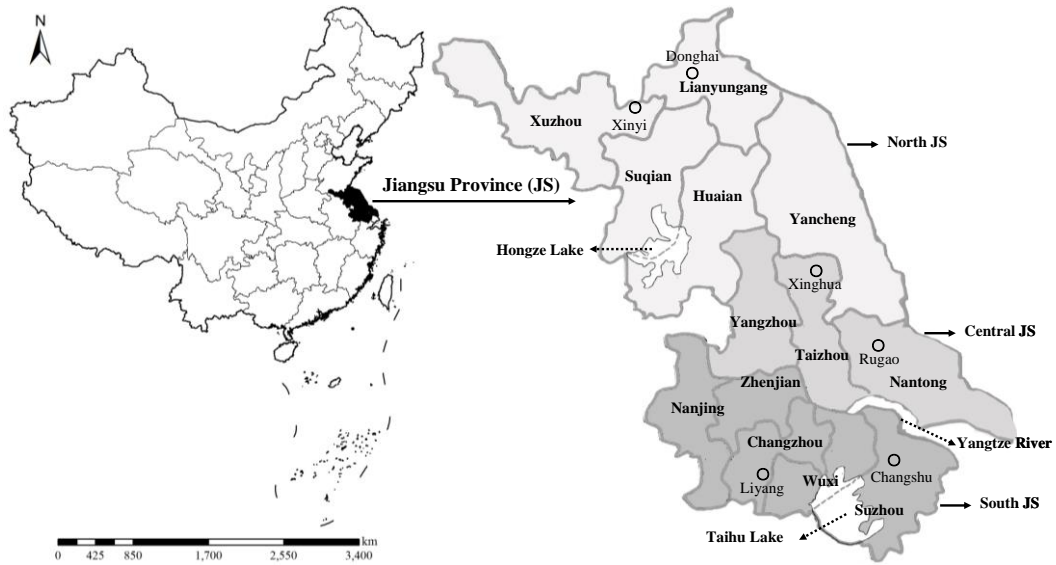 N
Donghai
Lianyungang
Xuzhou
Xinyi
North JS
Suqian
Huaian
Jiangsu Province (JS)
Yancheng
Hongze Lake
Xinghua
Yangzhou
Central JS
Taizhou
Rugao
Zhenjian
Nantong
Nanjing
Changzhou
Yangtze River
Wuxi
Changshu
Liyang
Suzhou
South JS
Taihu Lake
km
0 425 850 1,700 2,550 3,400